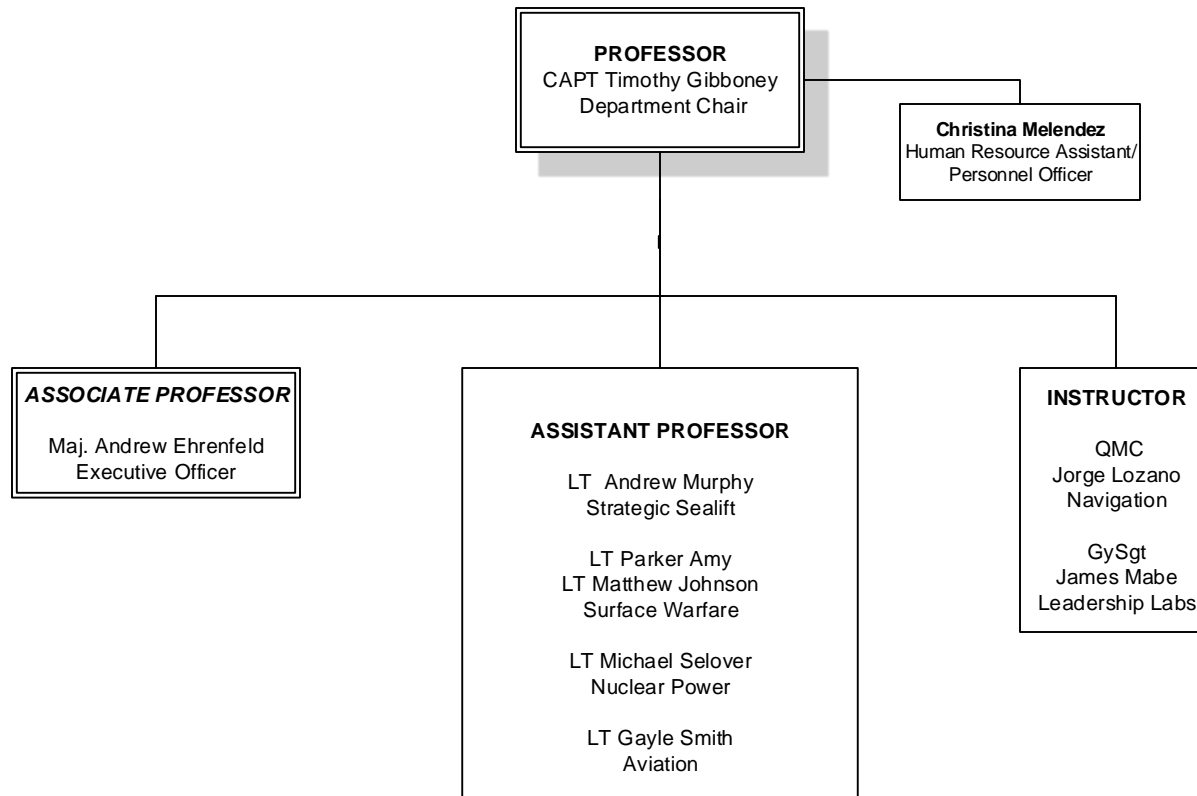 PROFESSOR
CAPT Timothy Gibboney
Department Chair
Christina Melendez
Human Resource Assistant/
Personnel Officer
ASSOCIATE PROFESSOR
Maj. Andrew Ehrenfeld
Executive Officer
ASSISTANT PROFESSOR
LT Andrew Murphy
Strategic Sealift
LT Parker Amy
LT Matthew Johnson
Surface Warfare
LT Michael Selover
Nuclear Power
LT Gayle Smith
Aviation
INSTRUCTOR
QMC
Jorge Lozano
Navigation
GySgt
James Mabe
Leadership Labs